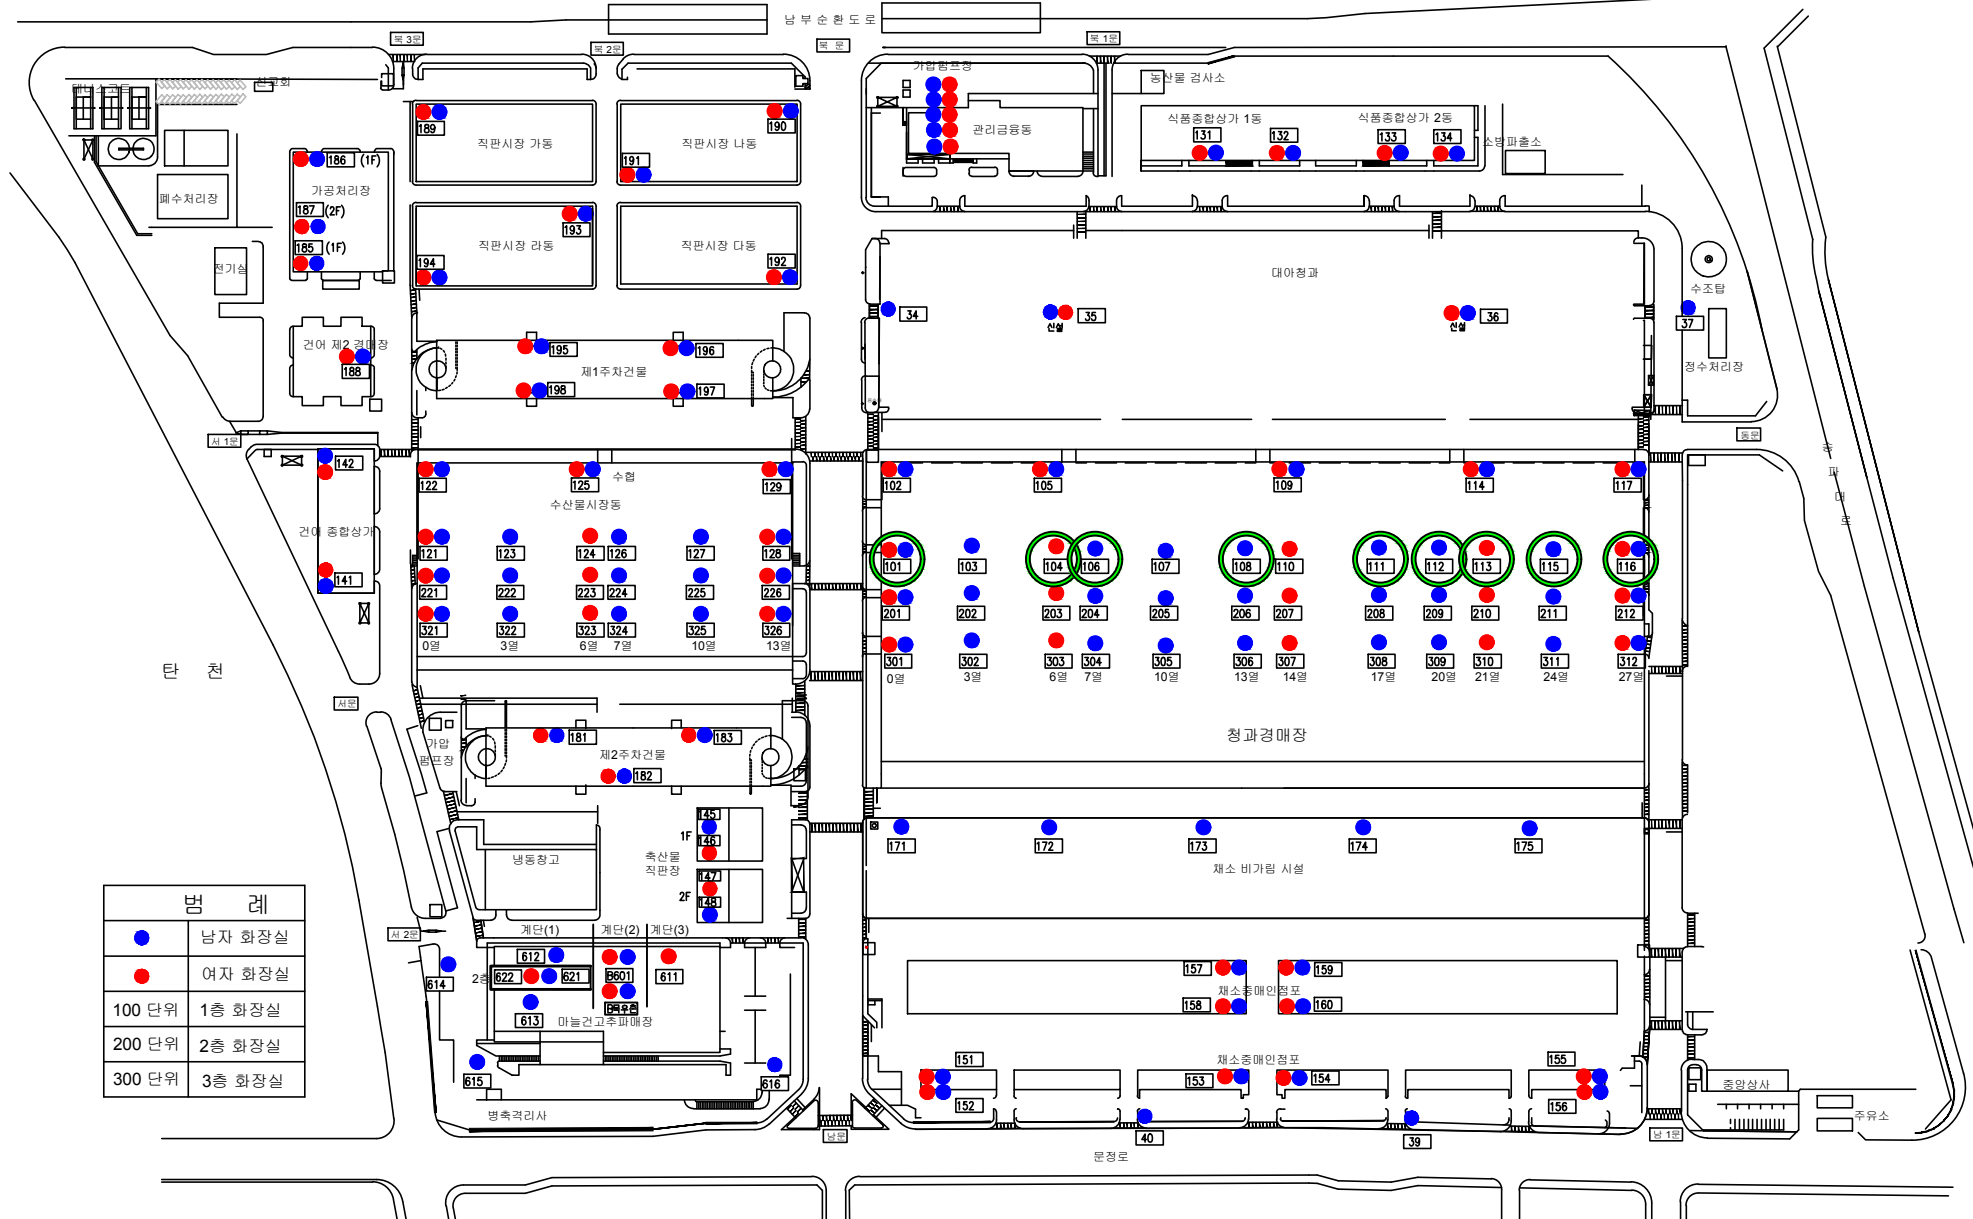 남부순환도로
북 3문
북 2문
북 문
북 1문
테니스코트
선교회
가압펌프장
농산물 검사소
189
직판시장 가동
190
직판시장 나동
191
관리금융동
식품종합상가 1동
131
132
식품종합상가 2동
133
134
소방파출소
186 (1F)
가공처리장
187 (2F)
185 (1F)
폐수처리장
전기실
193
직판시장 라동
194
직판시장 다동
192
대아청과
34
신설
35
신설
36
수조탑
37
정수처리장
건어 제2 경매장
188
195
196
제1주차건물
198
197
서 1문
동문
송파대로
142
건어 종합상가
141
122
125
수협
129
수산물시장동
121
123
124
126
127
128
221
222
223
224
225
226
321
322
323
324
325
326
0열
3열
6열
7열
10열
13열
102
105
109
114
117
101
103
104
106
107
108
110
111
112
113
115
116
201
202
203
204
205
206
207
208
209
210
211
212
301
302
303
304
305
306
307
308
309
310
311
312
0열
3열
6열
7열
10열
13열
14열
17열
20열
21열
24열
27열
청과경매장
탄 천
서문
가압
펌프장
181
183
제2주차건물
182
145
1F
146
축산물
직판장
147
2F
148
냉동창고
171
172
173
174
175
채소 비가림 시설
서 2문
계단(1)
계단(2)
계단(3)
612
2층
622
621
B601
611
613
마늘건고추파매장
614
615
616
병축격리사
157
159
채소중매인점포
158
160
151
채소중매인점포
155
153
154
152
156
40
39
남문
남 1문
문정로
중앙상사
주유소
범 례
남자 화장실
여자 화장실
100 단위 1층 화장실
200 단위 2층 화장실
300 단위 3층 화장실